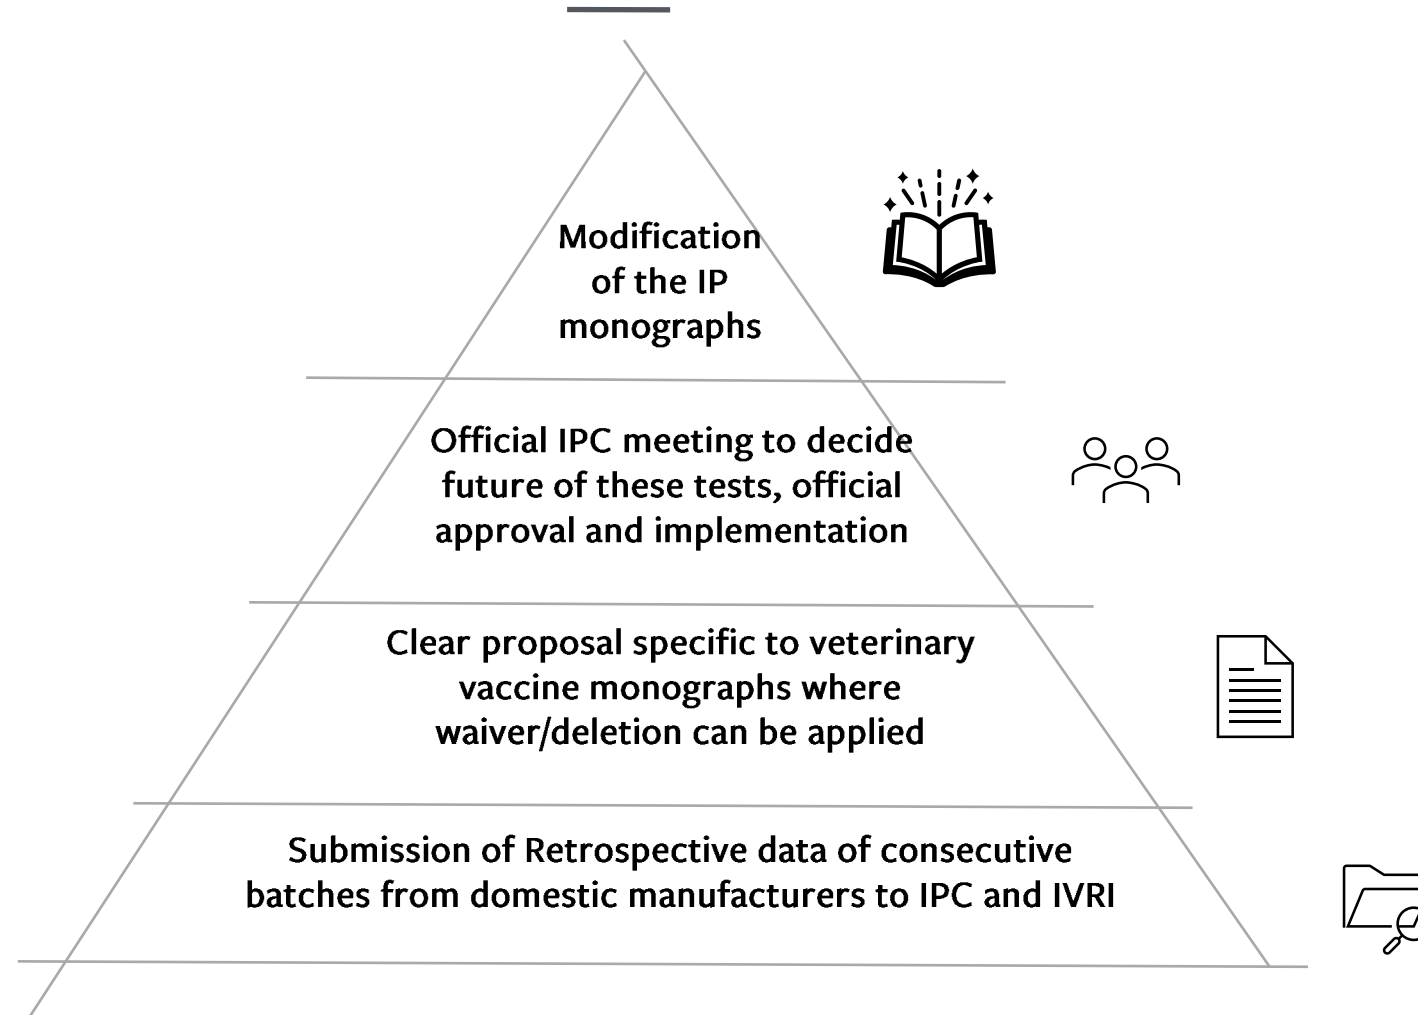 Modification
of the IP
monographs
Official IPC meeting to decide
future of these tests, official
approval and implementation
Clear proposal specific to veterinary
vaccine monographs where
waiver/deletion can be applied
Submission of Retrospective data of consecutive
batches from domestic manufacturers to IPC and IVRI